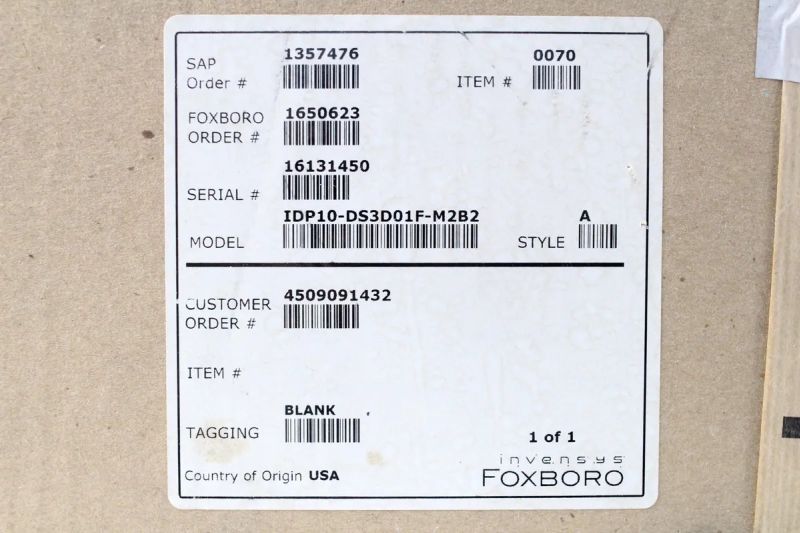 SAP Order # 1357476 ITEM # 0070
FOXBORO ORDER # 1650623
SERIAL # 16131450
MODEL IDP10-DS3D01F-M2B2 STYLE A
CUSTOMER ORDER # 4509091432
ITEM #
TAGGING BLANK
1 of 1
Country of Origin USA
invensys
FOXBORO